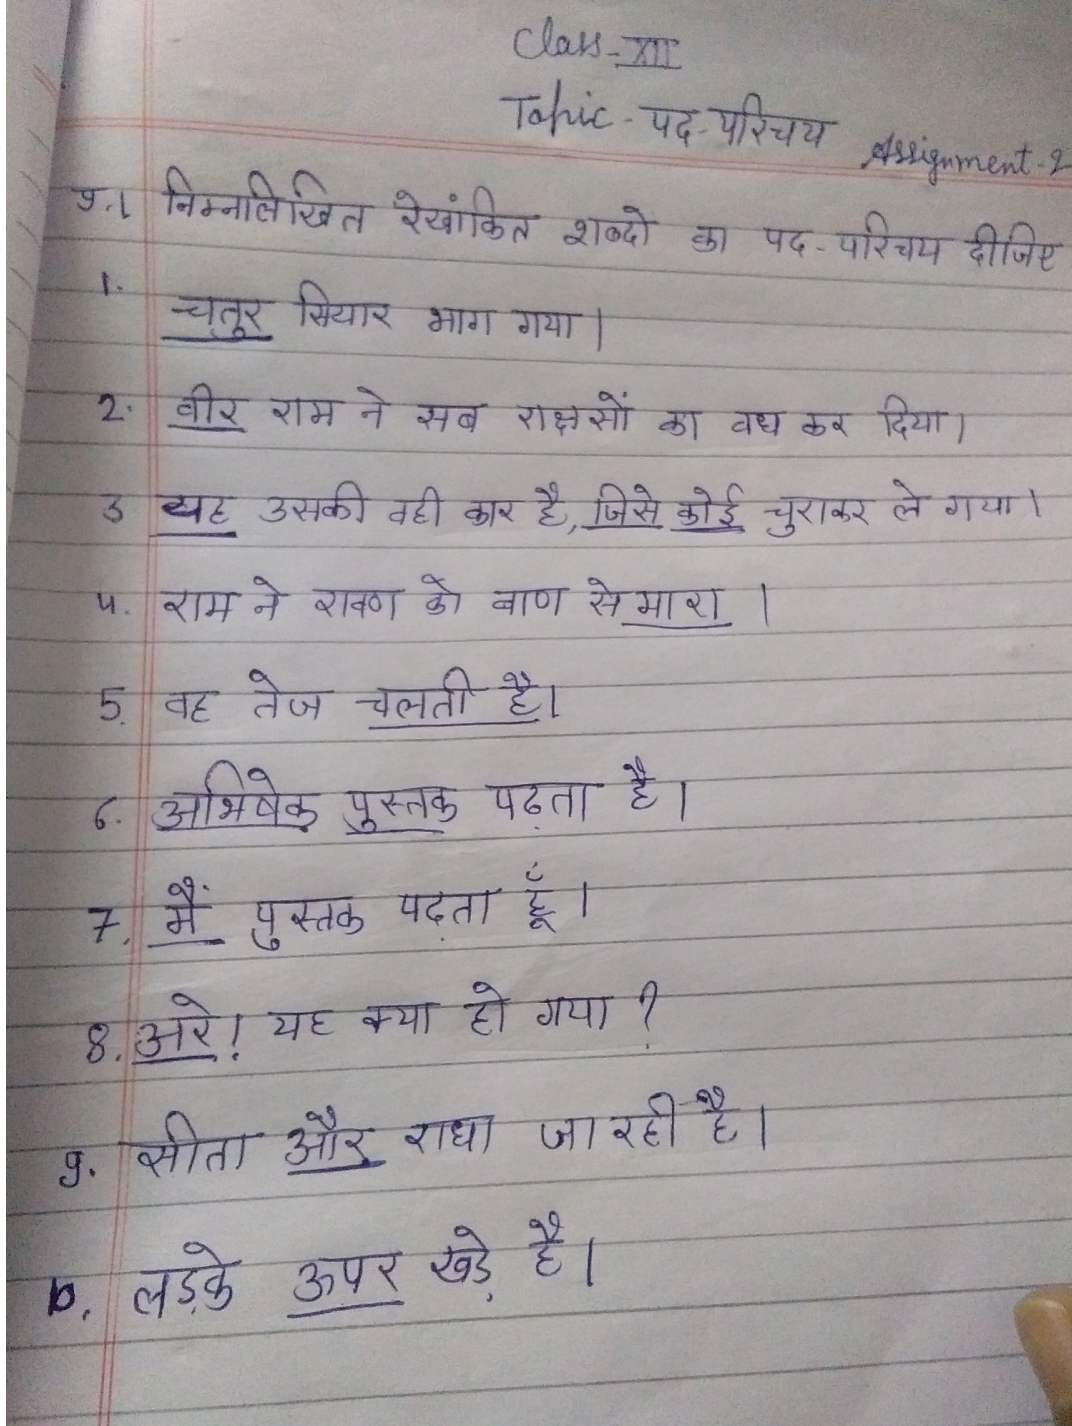 Class-XII
Topic - पद-परिचय
Assignment-2
प्र.1 निम्नलिखित रेखांकित शब्दों का पद-परिचय दीजिए
1. चतुर सियार भाग गया।
2. वीर राम ने सब राक्षसों का वध कर दिया।
3 यह उसकी वही कार है, जिसे कोई चुराकर ले गया।
4. राम ने रावण को बाण से मारा।
5. वह तेज चलती है।
6. अभिषेक पुस्तक पढ़ता है।
7. मैं पुस्तक पढ़ता हूँ।
8. अरे! यह क्या हो गया?
9. सीता और राधा जा रही है।
10. लड़के ऊपर खड़े है।